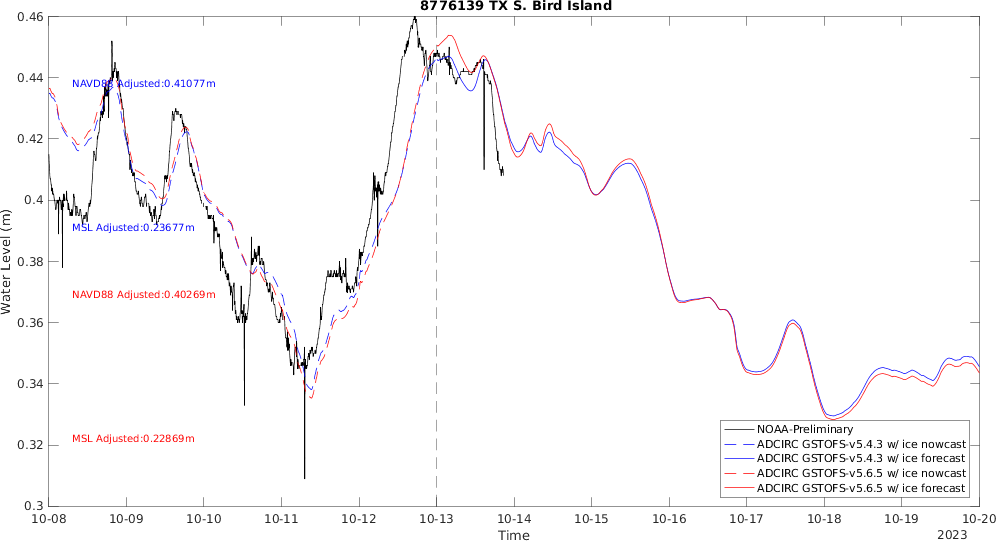 8776139 TX S. Bird Island
Water Level (m)
0.46
0.44
0.42
0.4
0.38
0.36
0.34
0.32
0.3
NAVD88 Adjusted:0.41077m
MSL Adjusted:0.23677m
NAVD88 Adjusted:0.40269m
MSL Adjusted:0.22869m
NOAA-Preliminary
ADCIRC GSTOFS-v5.4.3 w/ ice nowcast
ADCIRC GSTOFS-v5.4.3 w/ ice forecast
ADCIRC GSTOFS-v5.6.5 w/ ice nowcast
ADCIRC GSTOFS-v5.6.5 w/ ice forecast
10-08 10-09 10-10 10-11 10-12 10-13 10-14 10-15 10-16 10-17 10-18 10-19 10-20
Time
2023